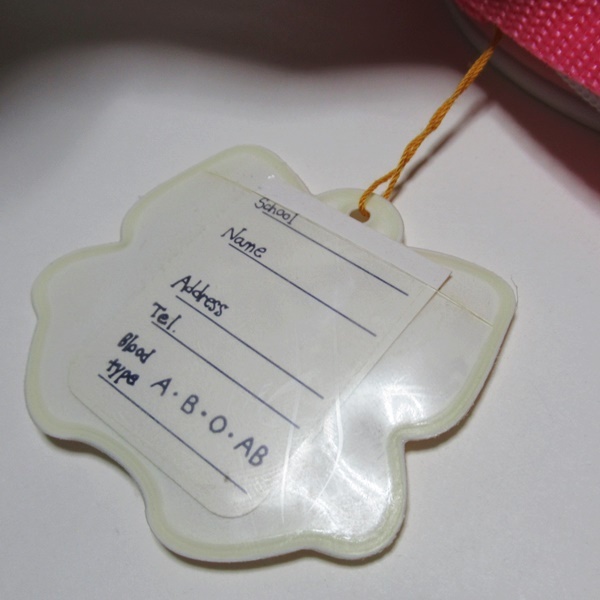 School
Name
Address
Tel.
Blood
type A・B・O・AB